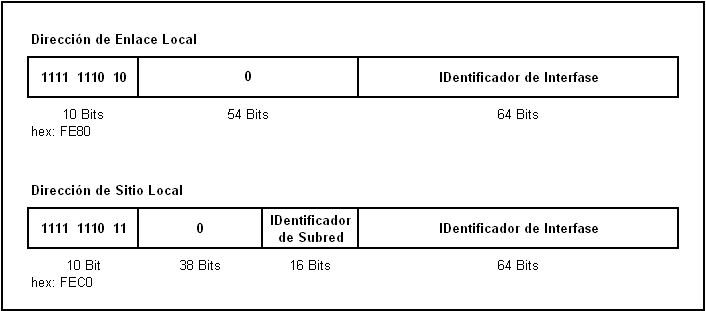 Dirección de Enlace Local
1111 1110 10 0 IDentificador de Interfase
10 Bits 54 Bits 64 Bits
hex: FE80
Dirección de Sitio Local
1111 1110 11 0 IDentificador de Subred IDentificador de Interfase
10 Bit 38 Bits 16 Bits 64 Bits
hex: FEC0